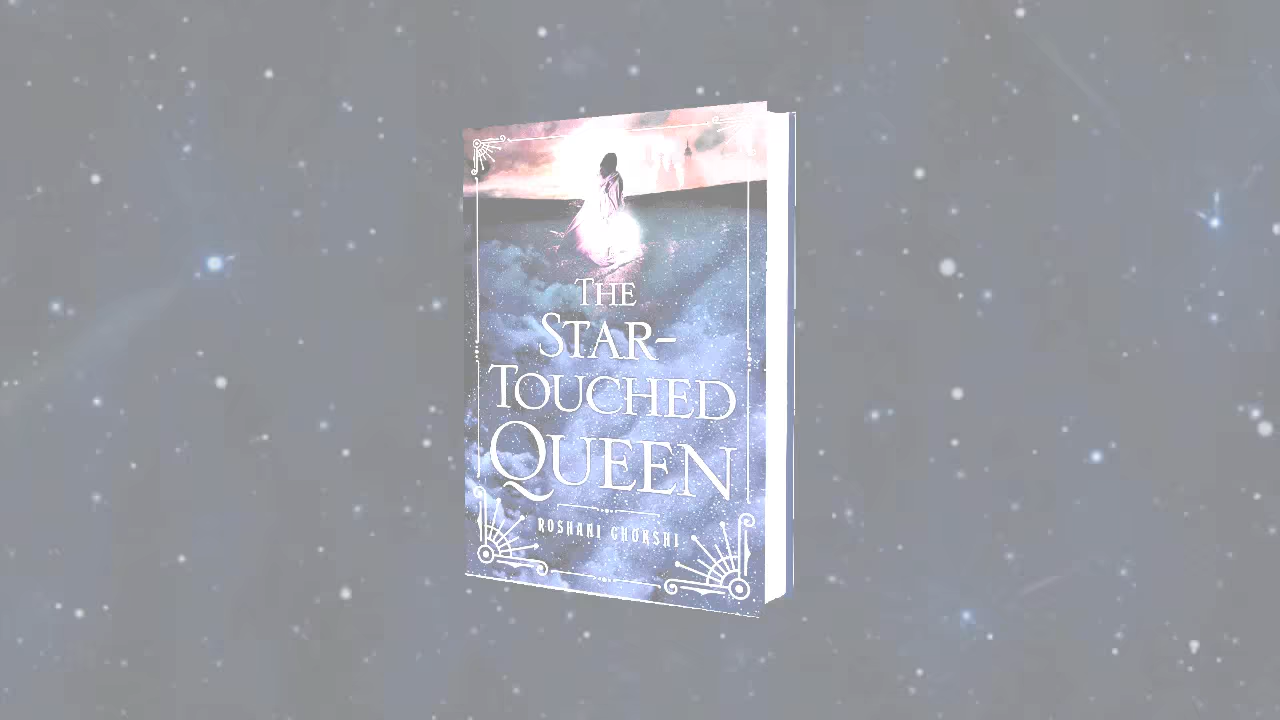 THE
STAR-
TOUCHED
QUEEN
ROSHANI CHOKSHI